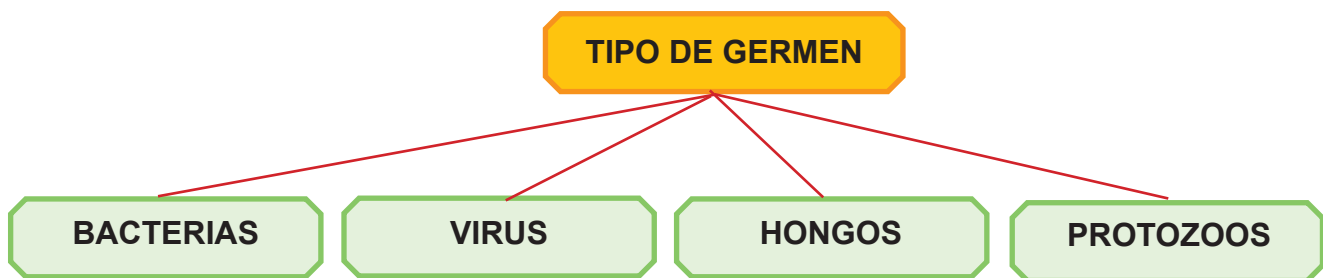 TIPO DE GERMEN
BACTERIAS
VIRUS
HONGOS
PROTOZOOS